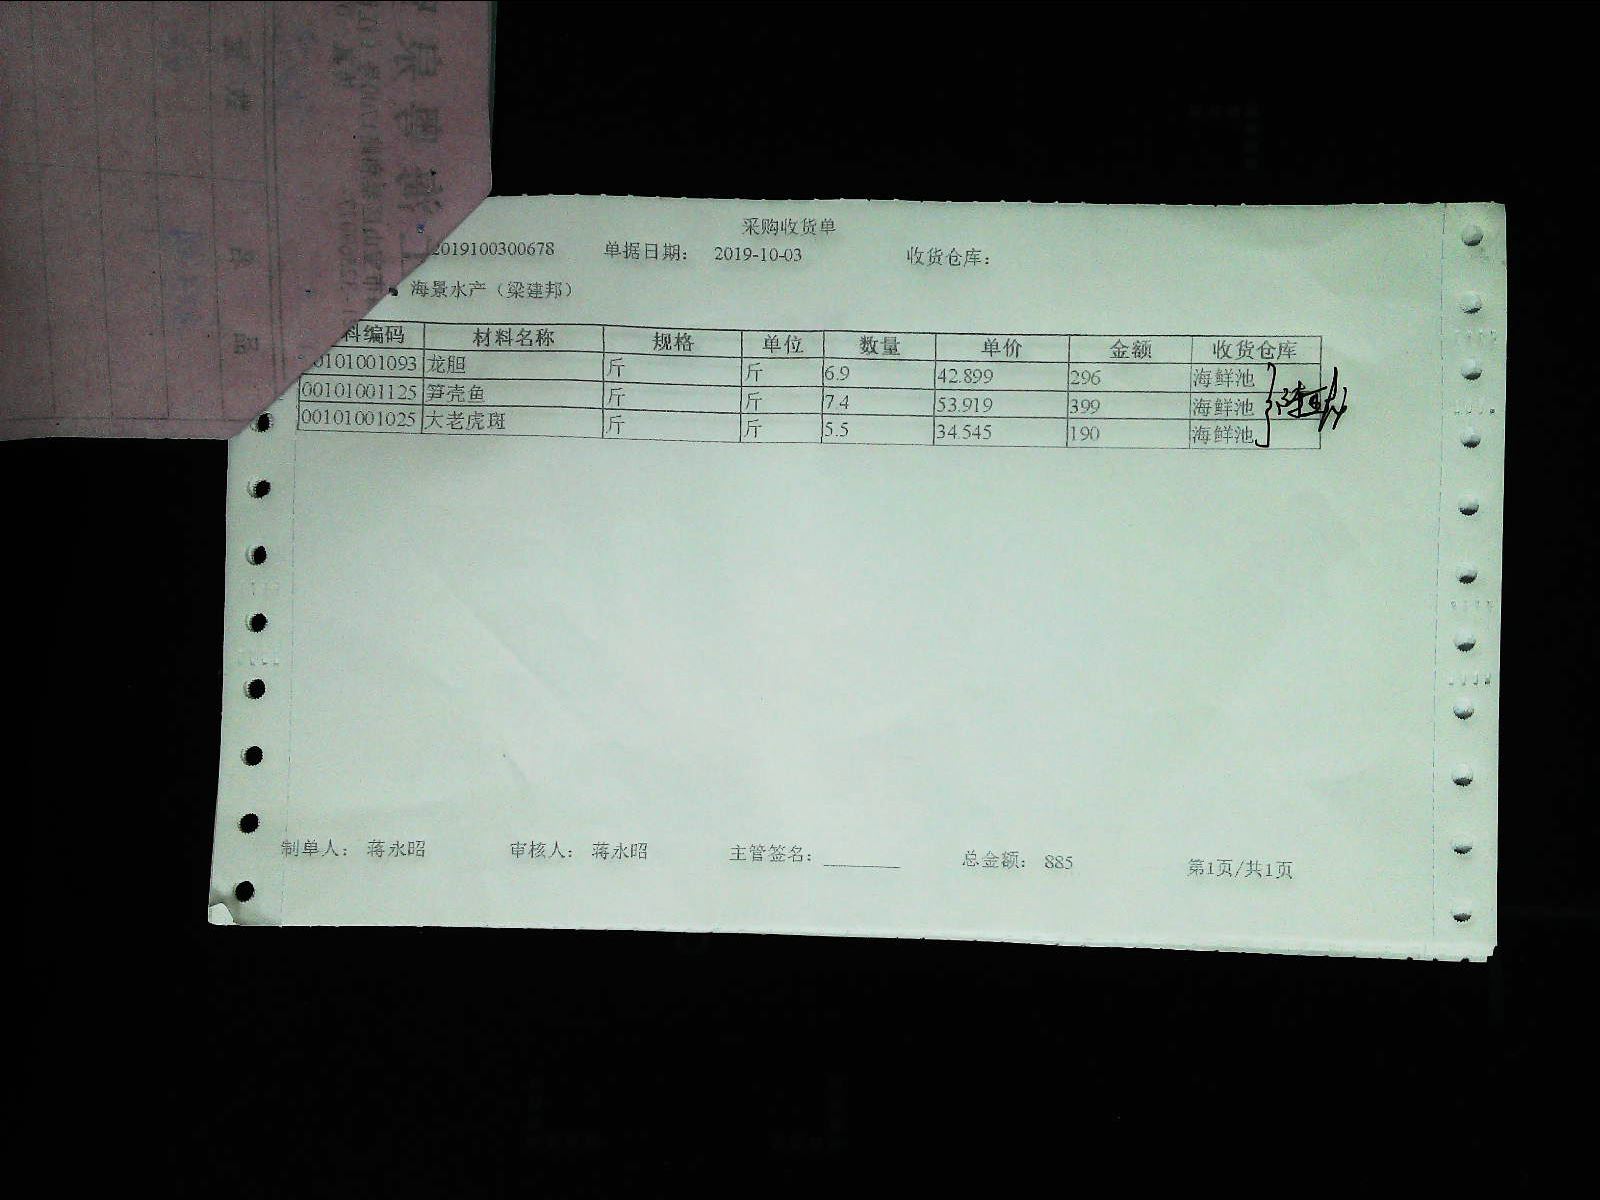 采购收货单
2019100300678 单据日期: 2019-10-03 收货仓库:
海景水产（梁建邦）
料编码 材料名称 规格 单位 数量 单价 金额 收货仓库
0101001093 龙胆 斤 斤 6.9 42.899 296 海鲜池
00101001125 笋壳鱼 斤 斤 7.4 53.919 399 海鲜池
00101001025 大老虎斑 斤 斤 5.5 34.545 190 海鲜池
制单人: 蒋永昭 审核人: 蒋永昭 主管签名: 总金额: 885 第1页/共1页